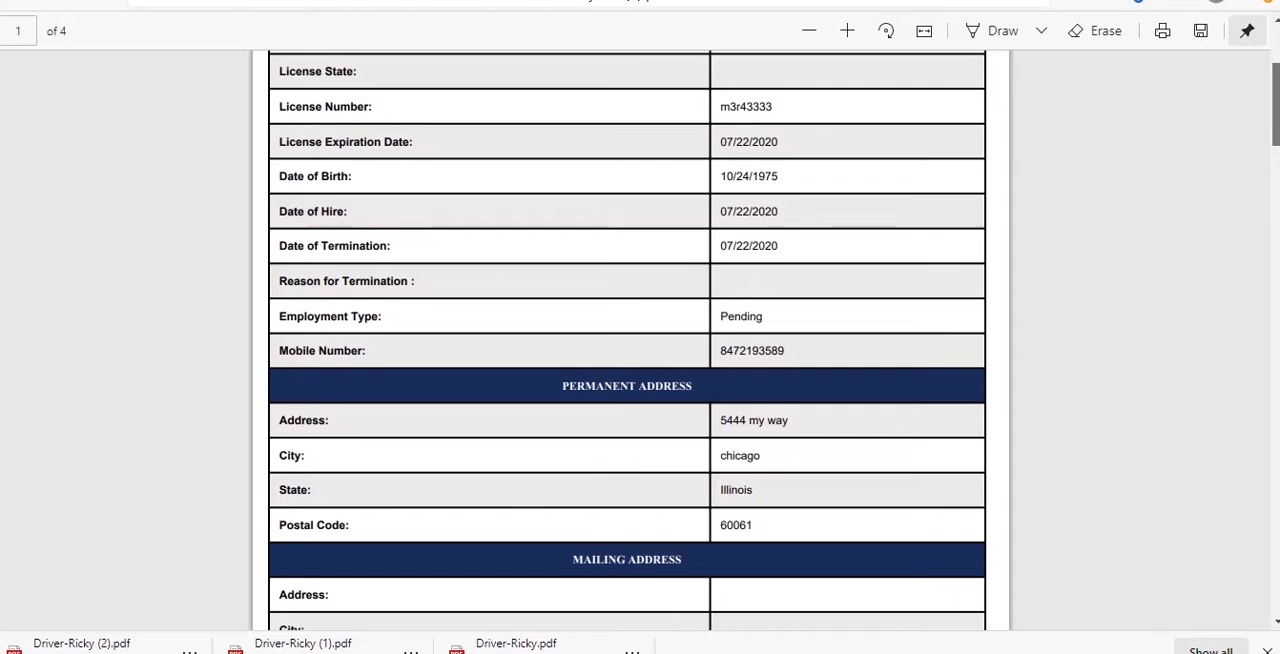 1 of 4 Draw Erase
License State:
License Number: m3r43333
License Expiration Date: 07/22/2020
Date of Birth: 10/24/1975
Date of Hire: 07/22/2020
Date of Termination: 07/22/2020
Reason for Termination :
Employment Type: Pending
Mobile Number: 8472193589
PERMANENT ADDRESS
Address: 5444 my way
City: chicago
State: Illinois
Postal Code: 60061
MAILING ADDRESS
Address:
City:
Driver-Ricky (2).pdf ... Driver-Ricky (1).pdf ... Driver-Ricky.pdf ... Show all